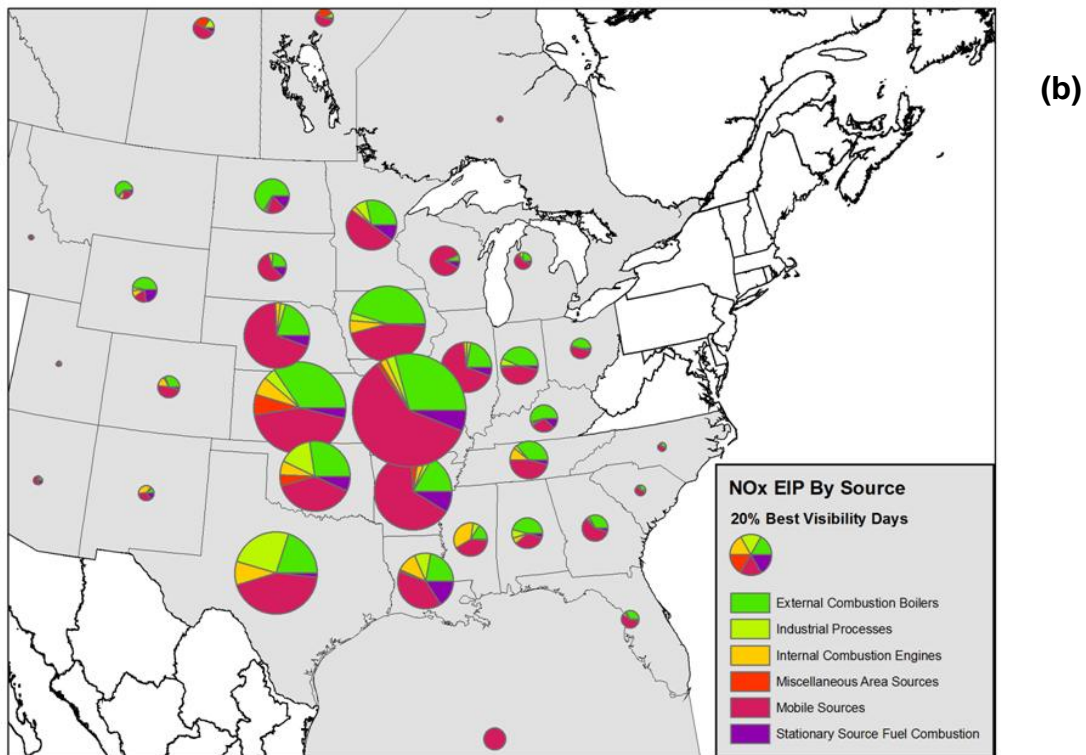 (b)
NOx EIP By Source
20% Best Visibility Days
External Combustion Boilers
Industrial Processes
Internal Combustion Engines
Miscellaneous Area Sources
Mobile Sources
Stationary Source Fuel Combustion